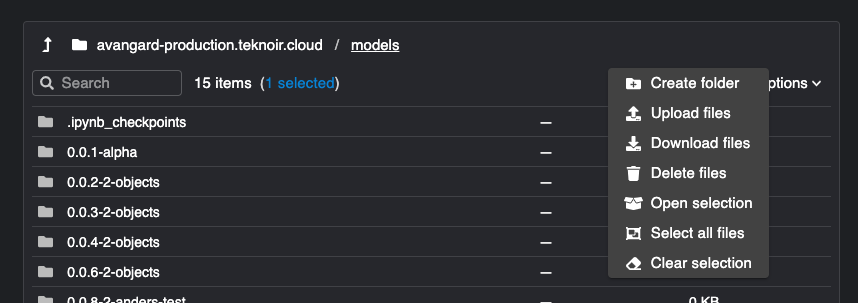 avangard-production.teknoir.cloud / models
Search 15 items (1 selected) ptions
Create folder
Upload files
Download files
Delete files
Open selection
Select all files
Clear selection
.ipynb_checkpoints —
0.0.1-alpha —
0.0.2-2-objects —
0.0.3-2-objects —
0.0.4-2-objects —
0.0.6-2-objects —
0.0.8-2-anders-test 0 KB